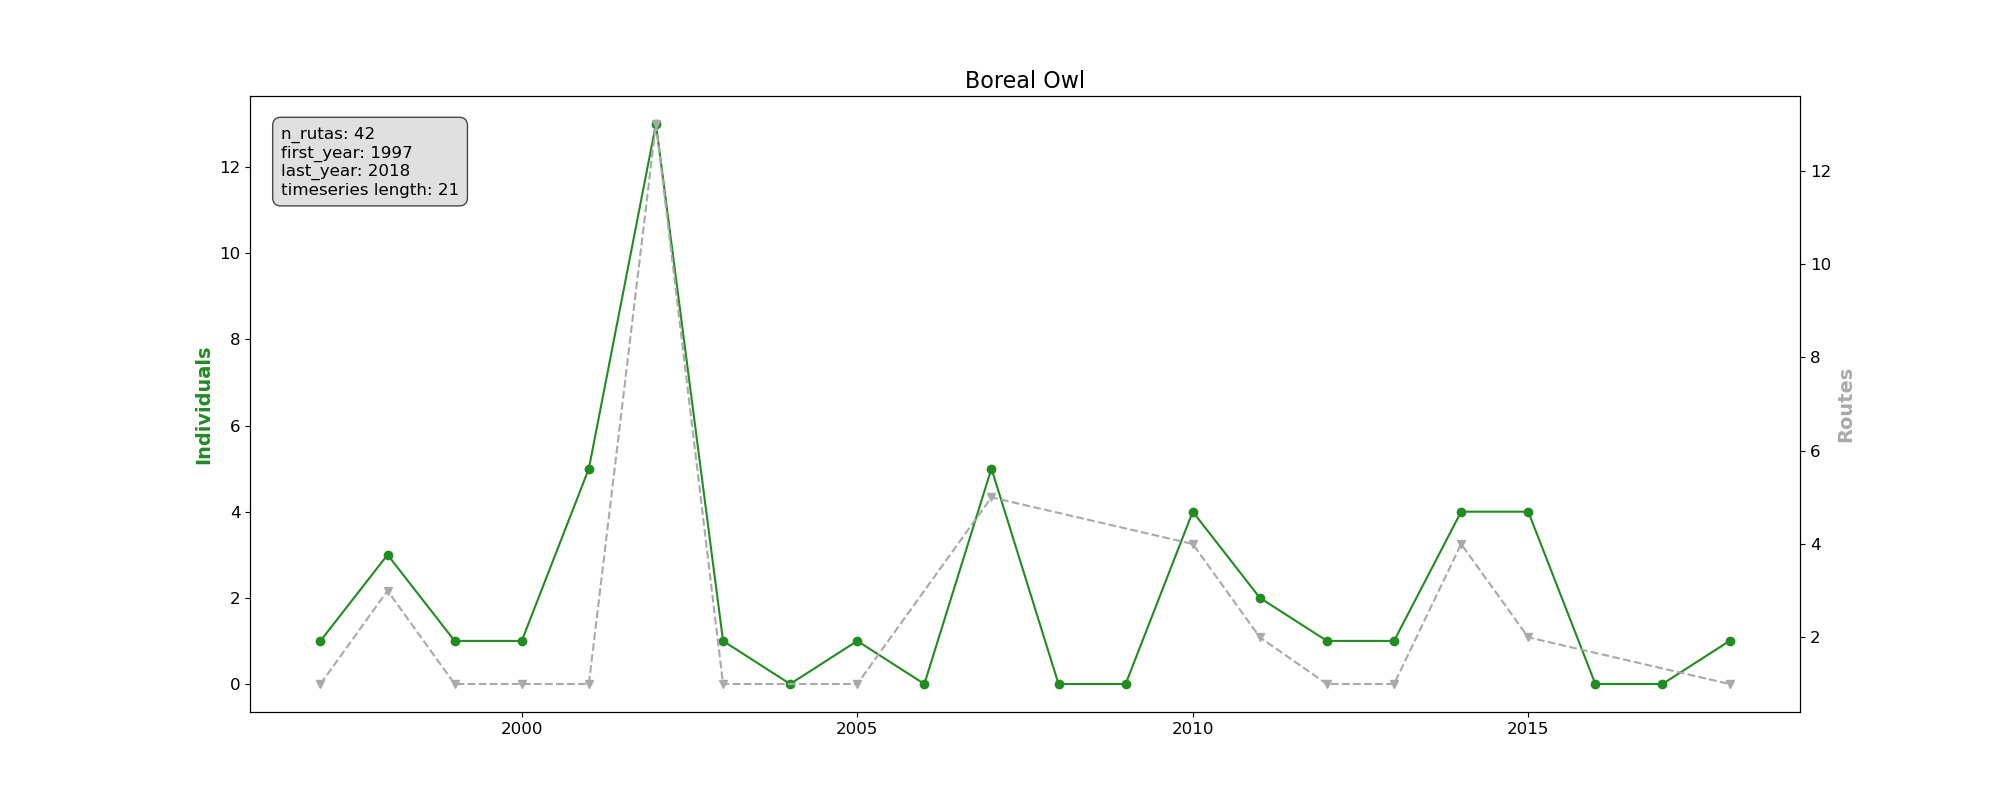 Boreal Owl
n_rutas: 42
first_year: 1997
last_year: 2018
timeseries length: 21
12
10
8
6
4
2
0
Individuals
12
10
8
6
4
2
Routes
2000 2005 2010 2015